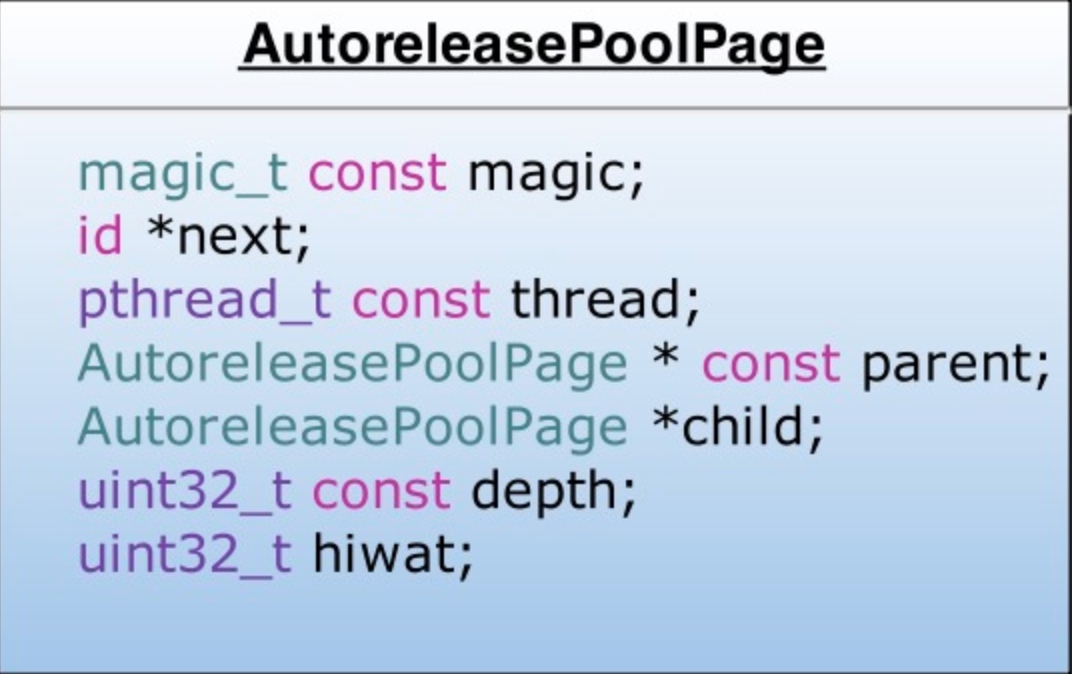 AutoreleasePoolPage
magic_t const magic;
id *next;
pthread_t const thread;
AutoreleasePoolPage * const parent;
AutoreleasePoolPage *child;
uint32_t const depth;
uint32_t hiwat;